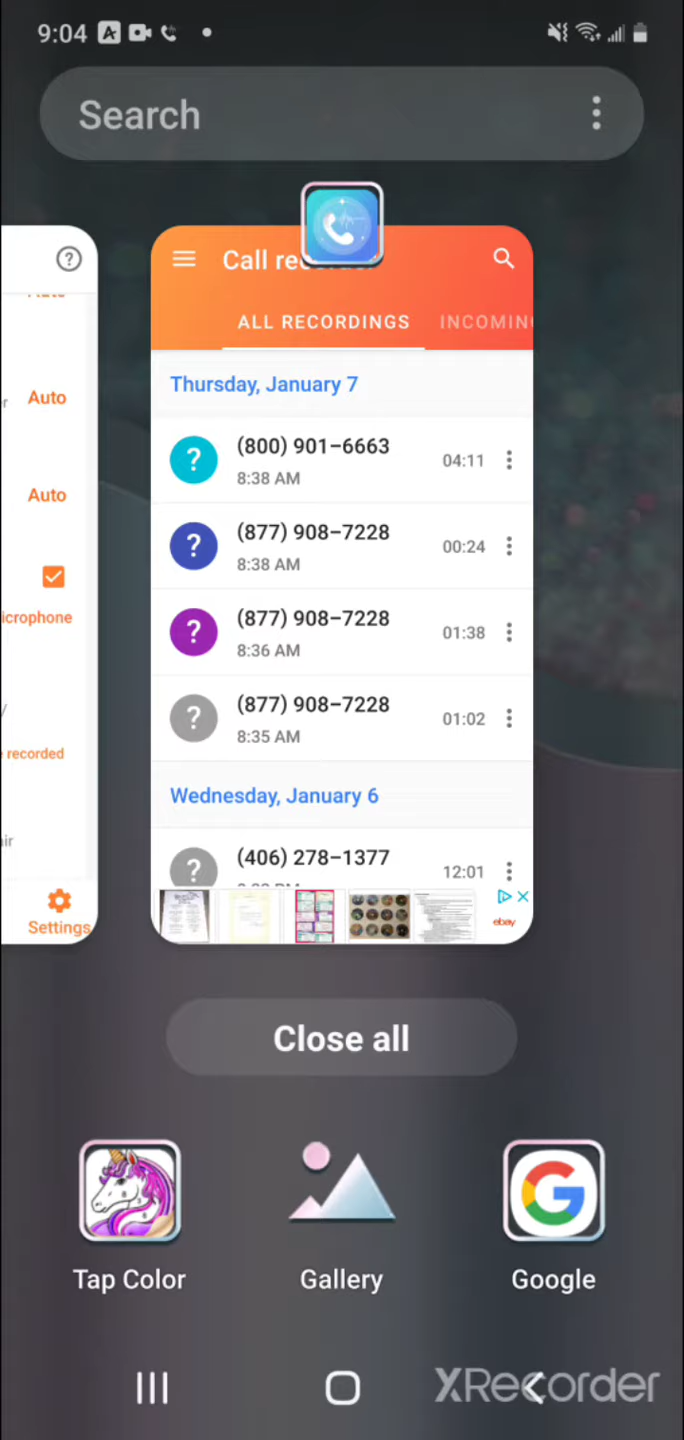 9:04
Search
Call re
ALL RECORDINGS INCOMIN
Thursday, January 7
(800) 901-6663
8:38 AM
04:11
(877) 908-7228
8:38 AM
00:24
(877) 908-7228
8:36 AM
01:38
(877) 908-7228
8:35 AM
01:02
Wednesday, January 6
(406) 278-1377
12:01
ebay
Auto
Auto
icrophone
e recorded
air
Settings
Close all
Tap Color
Gallery
Google
XRecorder